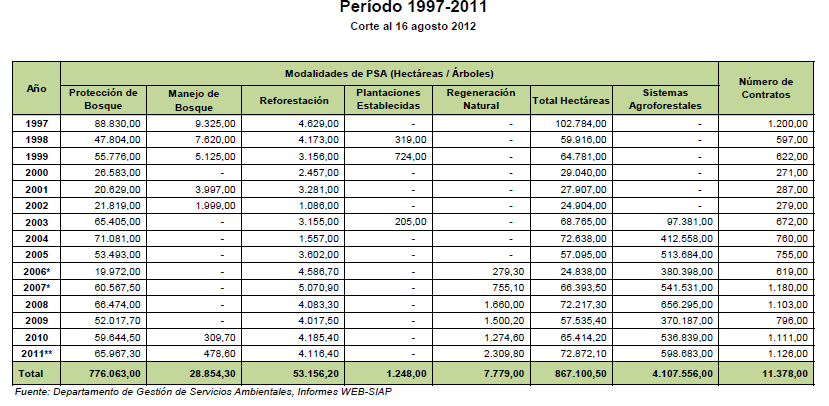 Período 1997-2011
Corte al 16 agosto 2012
Año Modalidades de PSA (Hectáreas / Árboles) Número de Contratos
Protección de Bosque Manejo de Bosque Reforestación Plantaciones Establecidas Regeneración Natural Total Hectáreas Sistemas Agroforestales
1997 88.830,00 9.325,00 4.629,00 - - 102.784,00 - 1.200,00
1998 47.804,00 7.620,00 4.173,00 319,00 - 59.916,00 - 597,00
1999 55.776,00 5.125,00 3.156,00 724,00 - 64.781,00 - 622,00
2000 26.583,00 - 2.457,00 - - 29.040,00 - 271,00
2001 20.629,00 3.997,00 3.281,00 - - 27.907,00 - 287,00
2002 21.819,00 1.999,00 1.086,00 - - 24.904,00 - 279,00
2003 65.405,00 - 3.155,00 205,00 - 68.765,00 97.381,00 672,00
2004 71.081,00 - 1.557,00 - - 72.638,00 412.558,00 760,00
2005 53.493,00 - 3.602,00 - - 57.095,00 513.684,00 755,00
2006* 19.972,00 - 4.586,70 - 279,30 24.838,00 380.398,00 619,00
2007* 60.567,50 - 5.070,90 - 755,10 66.393,50 541.531,00 1.180,00
2008 66.474,00 - 4.083,30 - 1.660,00 72.217,30 656.295,00 1.103,00
2009 52.017,70 - 4.017,50 - 1.500,20 57.535,40 370.187,00 796,00
2010 59.644,50 309,70 4.185,40 - 1.274,60 65.414,20 536.839,00 1.111,00
2011** 65.967,30 478,60 4.116,40 - 2.309,80 72.872,10 598.683,00 1.126,00
Total 776.063,00 28.854,30 53.156,20 1.248,00 7.779,00 867.100,50 4.107.556,00 11.378,00
Fuente: Departamento de Gestión de Servicios Ambientales, Informes WEB-SIAP